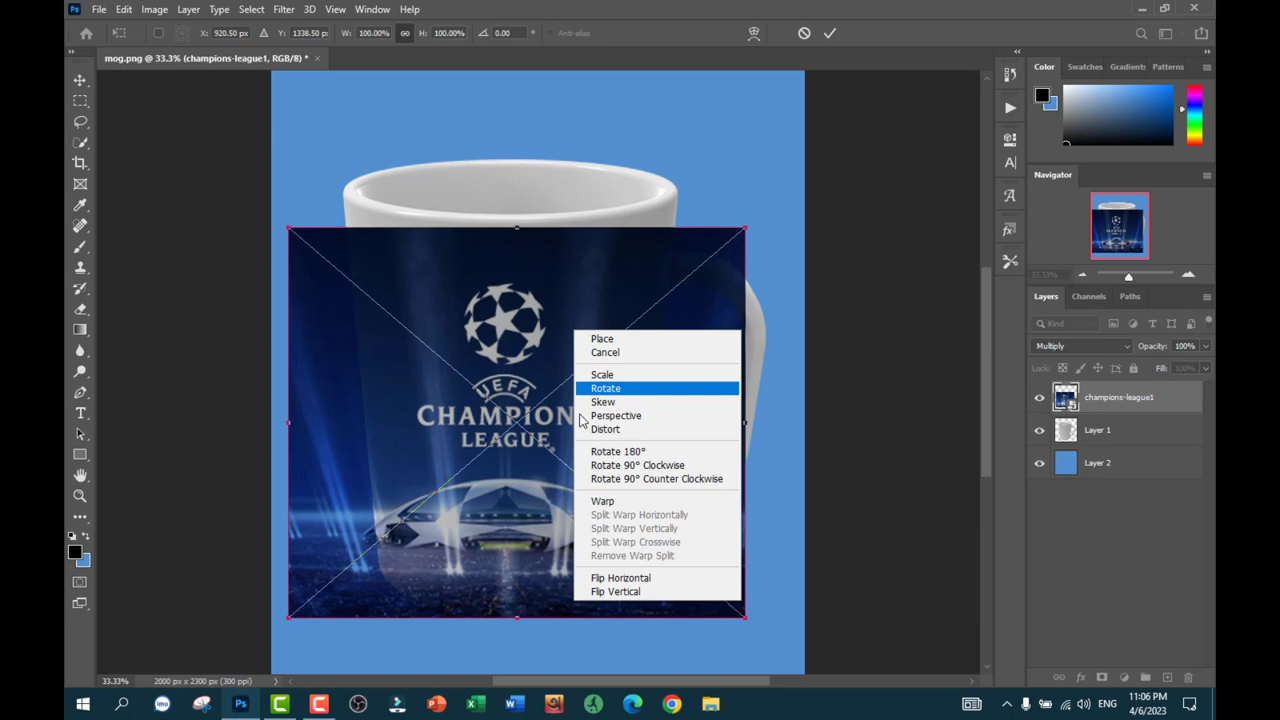 Ps File Edit Image Layer Type Select Filter 3D View Window Help
X: 920.50 px Y: 1338.50 px W: 100.00% H: 100.00% 0.00 ° Anti-alias
mog.png @ 33.3% (champions-league1, RGB/8) * ×
Color Swatches Gradients Patterns
Navigator
33.33%
Layers Channels Paths
Kind
Multiply Opacity: 100%
Lock: Fill: 100%
champions-league1
Layer 1
Layer 2
UEFA
CHAMPION
LEAGUE
Place
Cancel
Scale
Rotate
Skew
Perspective
Distort
Rotate 180°
Rotate 90° Clockwise
Rotate 90° Counter Clockwise
Warp
Split Warp Horizontally
Split Warp Vertically
Split Warp Crosswise
Remove Warp Split
Flip Horizontal
Flip Vertical
33.33% 2000 px x 2300 px (300 ppi)
ENG
11:06 PM
4/6/2023